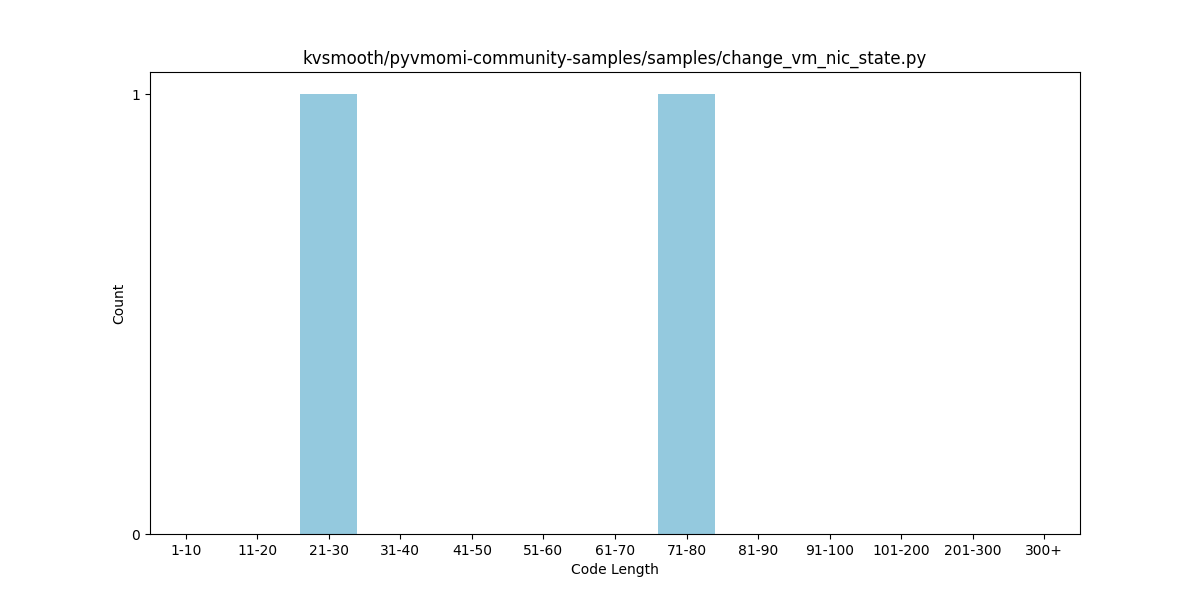 kvsmooth/pyvmomi-community-samples/samples/change_vm_nic_state.py
1
Count
0
1-10 11-20 21-30 31-40 41-50 51-60 61-70 71-80 81-90 91-100 101-200 201-300 300+
Code Length